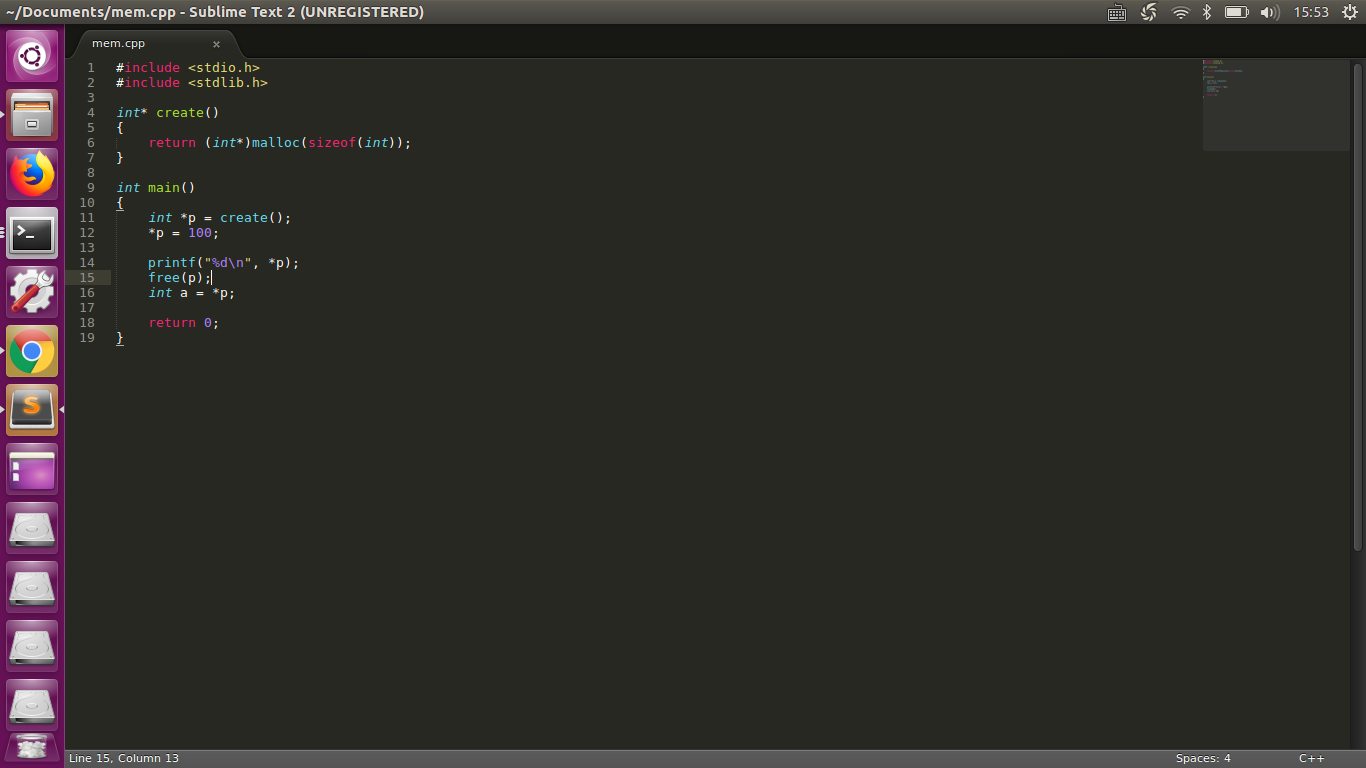 ~/Documents/mem.cpp - Sublime Text 2 (UNREGISTERED)
15:53
mem.cpp ×
1 #include <stdio.h>
2 #include <stdlib.h>
3
4 int* create()
5 {
6     return (int*)malloc(sizeof(int));
7 }
8
9 int main()
10 {
11     int *p = create();
12     *p = 100;
13
14     printf("%d\n", *p);
15     free(p);
16     int a = *p;
17
18     return 0;
19 }
Line 15, Column 13
Spaces: 4
C++